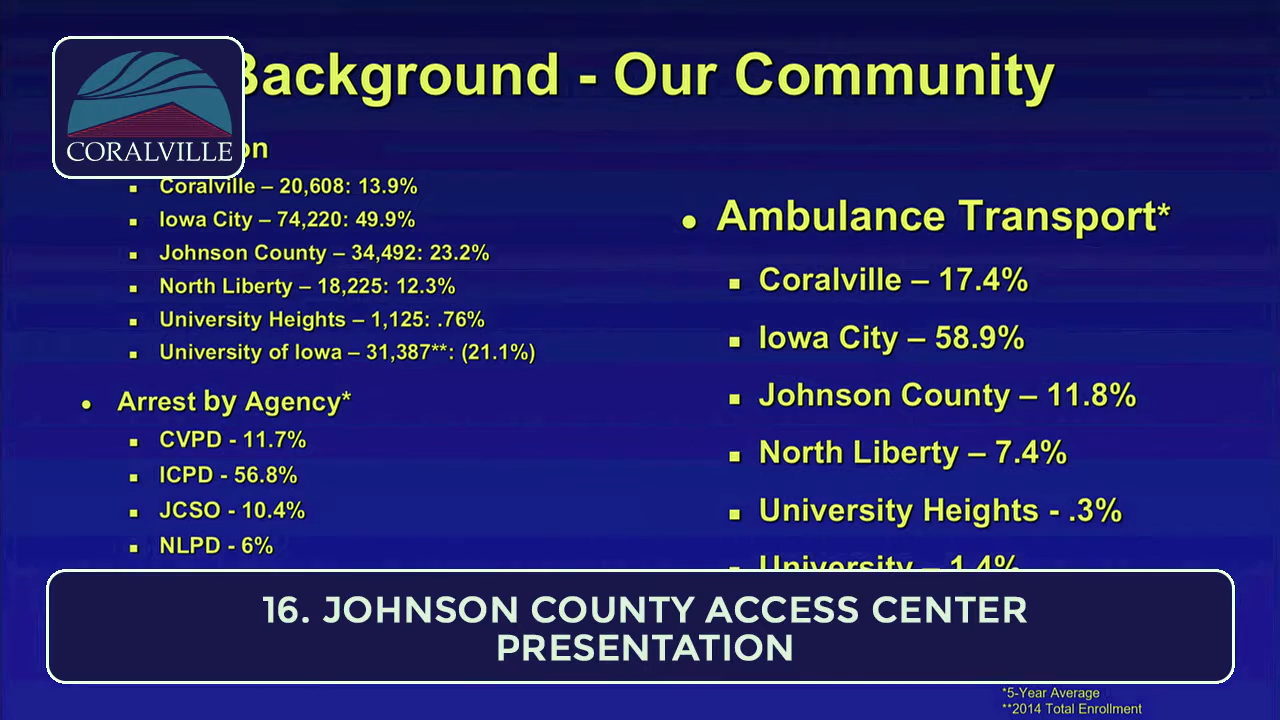 Background - Our Community
CORALVILLE
Coralville – 20,608: 13.9%
Iowa City – 74,220: 49.9%
Johnson County – 34,492: 23.2%
North Liberty – 18,225: 12.3%
University Heights – 1,125: .76%
University of Iowa – 31,387**: (21.1%)
Arrest by Agency*
CVPD - 11.7%
ICPD - 56.8%
JCSO - 10.4%
NLPD - 6%
Ambulance Transport*
Coralville – 17.4%
Iowa City – 58.9%
Johnson County – 11.8%
North Liberty – 7.4%
University Heights - .3%
University – 1.4%
16. JOHNSON COUNTY ACCESS CENTER
PRESENTATION
*5-Year Average
**2014 Total Enrollment